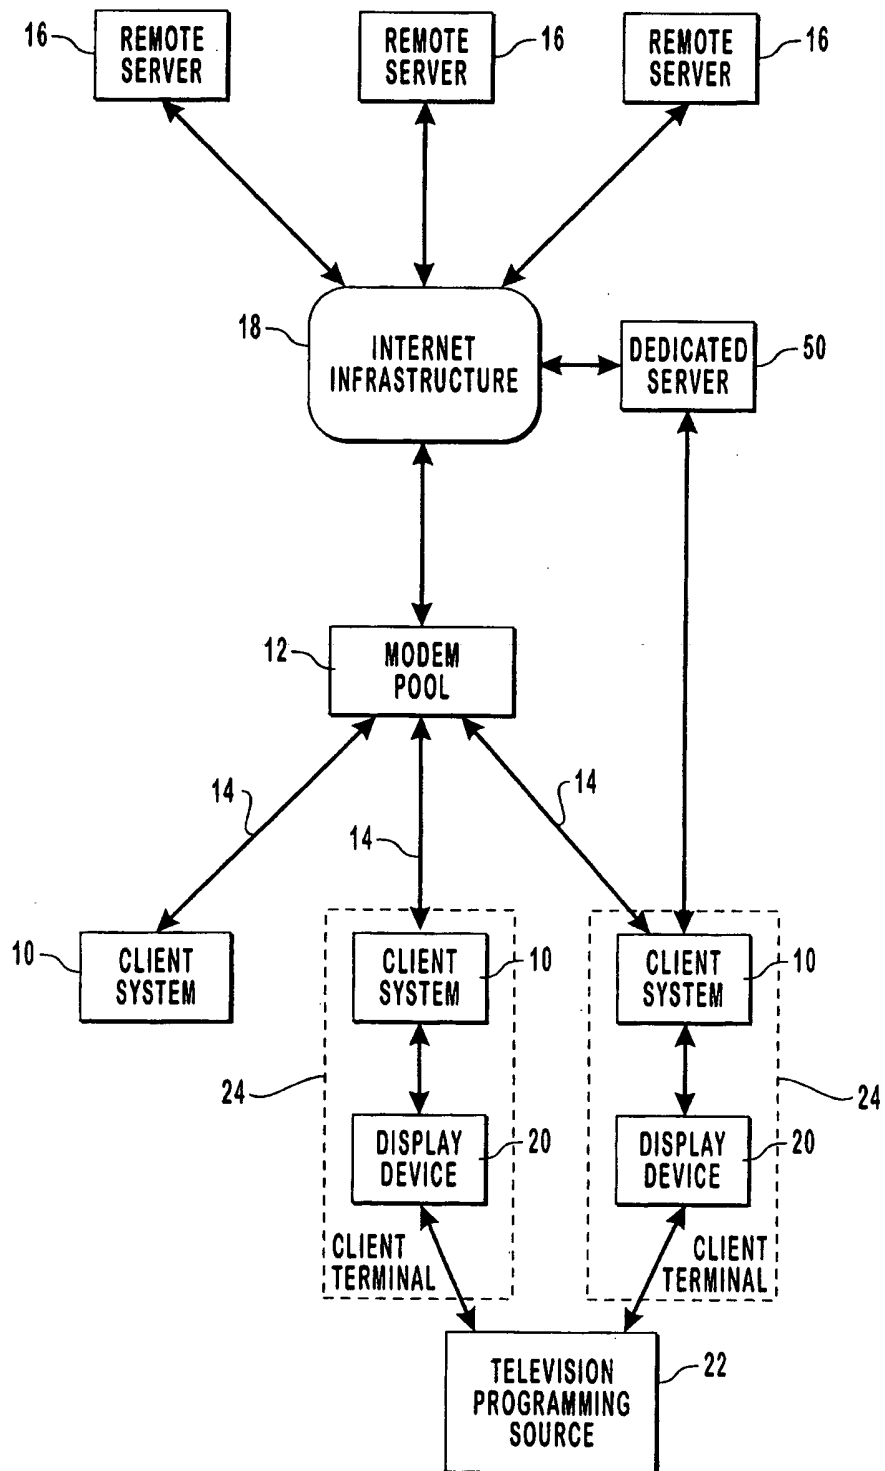 16
REMOTE
SERVER
REMOTE
SERVER
16
REMOTE
SERVER
16
18
INTERNET
INFRASTRUCTURE
DEDICATED
SERVER
50
12
MODEM
POOL
14
14
14
10
CLIENT
SYSTEM
CLIENT
SYSTEM
10
CLIENT
SYSTEM
10
24
24
DISPLAY
DEVICE
20
DISPLAY
DEVICE
20
CLIENT
TERMINAL
CLIENT
TERMINAL
TELEVISION
PROGRAMMING
SOURCE
22